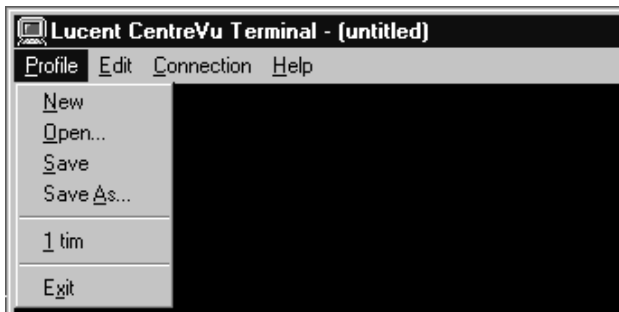 Lucent CentreVu Terminal - (untitled)
Profile Edit Connection Help
New
Open...
Save
Save As...
1 tim
Exit